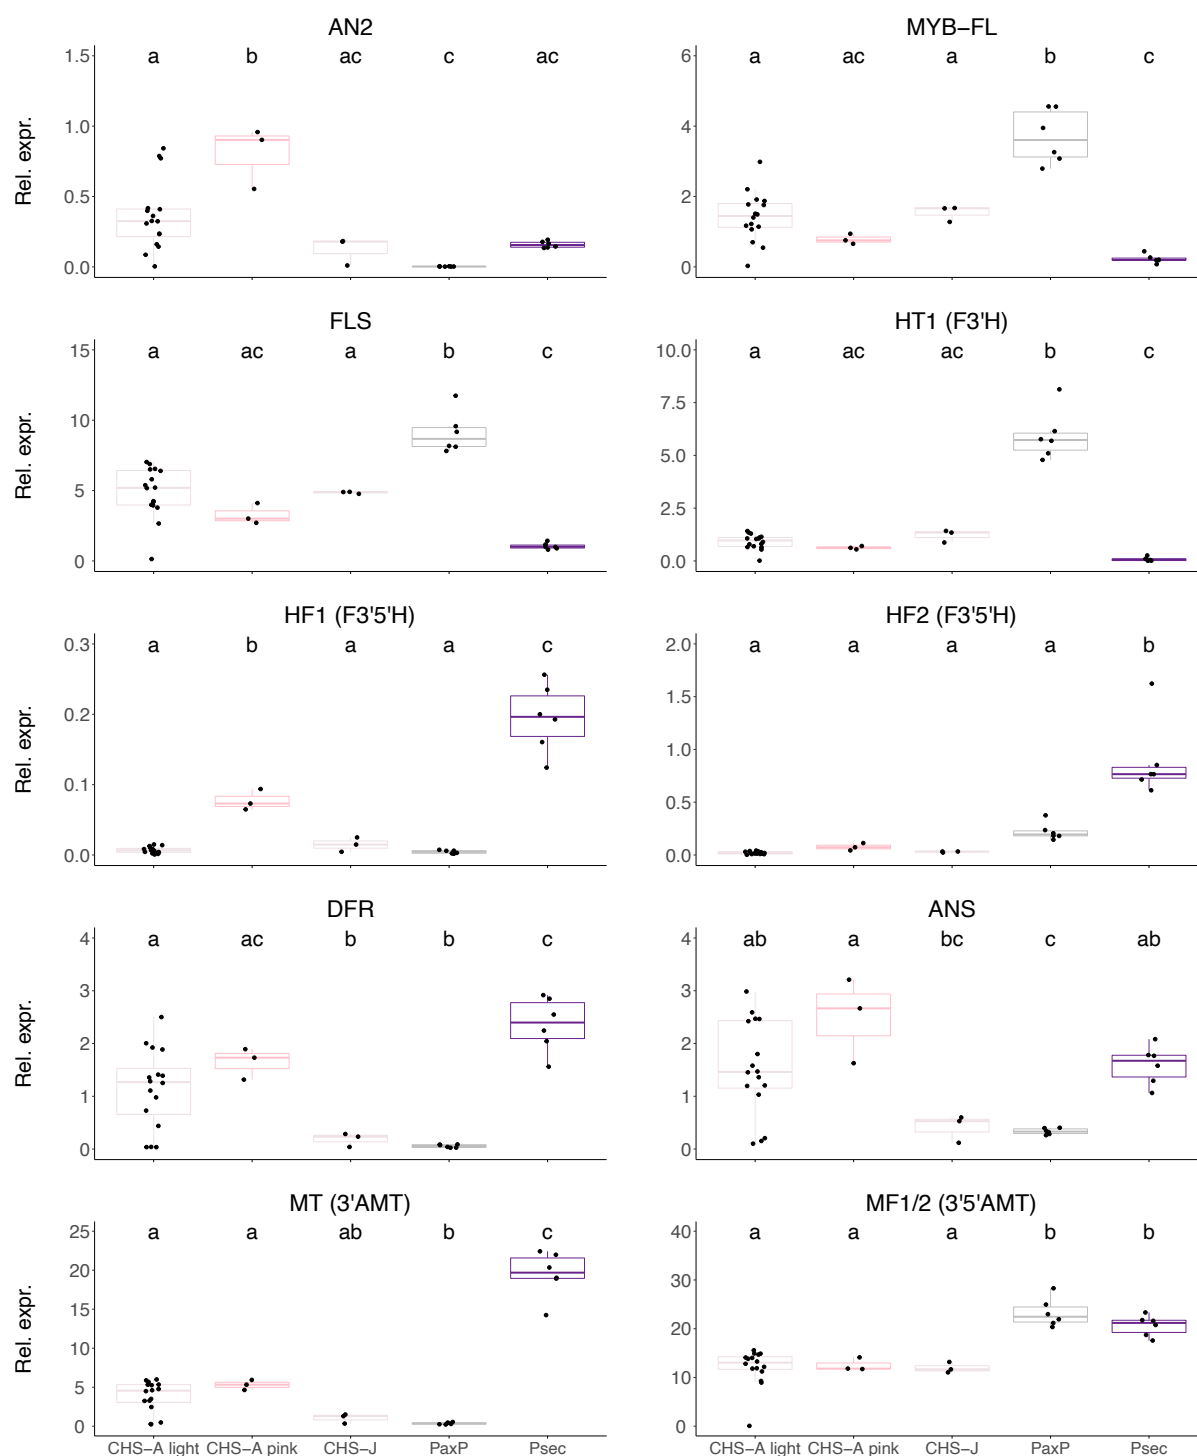 AN2
MYB−FL
a b ac c ac
a ac a b c
Rel. expr.
1.5
1.0
0.5
0.0
6
4
2
0
FLS
HT1 (F3'H)
a ac a b c
a ac ac b c
Rel. expr.
15
10
5
0
10.0
7.5
5.0
2.5
0.0
HF1 (F3'5'H)
HF2 (F3'5'H)
a b a a c
a a a a b
Rel. expr.
0.3
0.2
0.1
0.0
2.0
1.5
1.0
0.5
0.0
DFR
ANS
a ac b b c
ab a bc c ab
Rel. expr.
4
3
2
1
0
4
3
2
1
0
MT (3'AMT)
MF1/2 (3'5'AMT)
a a ab b c
a a a b b
Rel. expr.
25
20
15
10
5
0
40
30
20
10
0
CHS−A light CHS−A pink CHS−J PaxP Psec
CHS−A light CHS−A pink CHS−J PaxP Psec